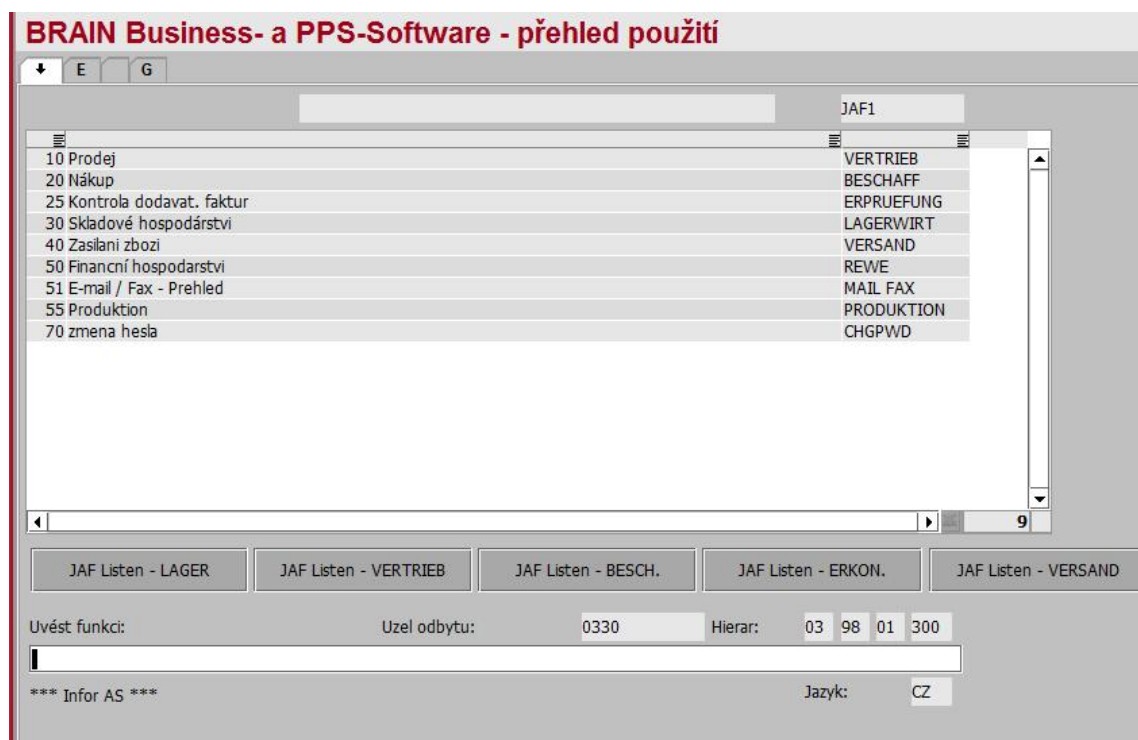 BRAIN Business- a PPS-Software - přehled použití
E G
JAF1
10 Prodej VERTRIEB
20 Nákup BESCHAFF
25 Kontrola dodavat. faktur ERPRUEFUNG
30 Skladové hospodárstvi LAGERWIRT
40 Zasilani zbozi VERSAND
50 Financní hospodarstvi REWE
51 E-mail / Fax - Prehled MAIL FAX
55 Produktion PRODUKTION
70 zmena hesla CHGPWD
9
JAF Listen - LAGER JAF Listen - VERTRIEB JAF Listen - BESCH. JAF Listen - ERKON. JAF Listen - VERSAND
Uvést funkci: Uzel odbytu: 0330 Hierar: 03 98 01 300
*** Infor AS *** Jazyk: CZ